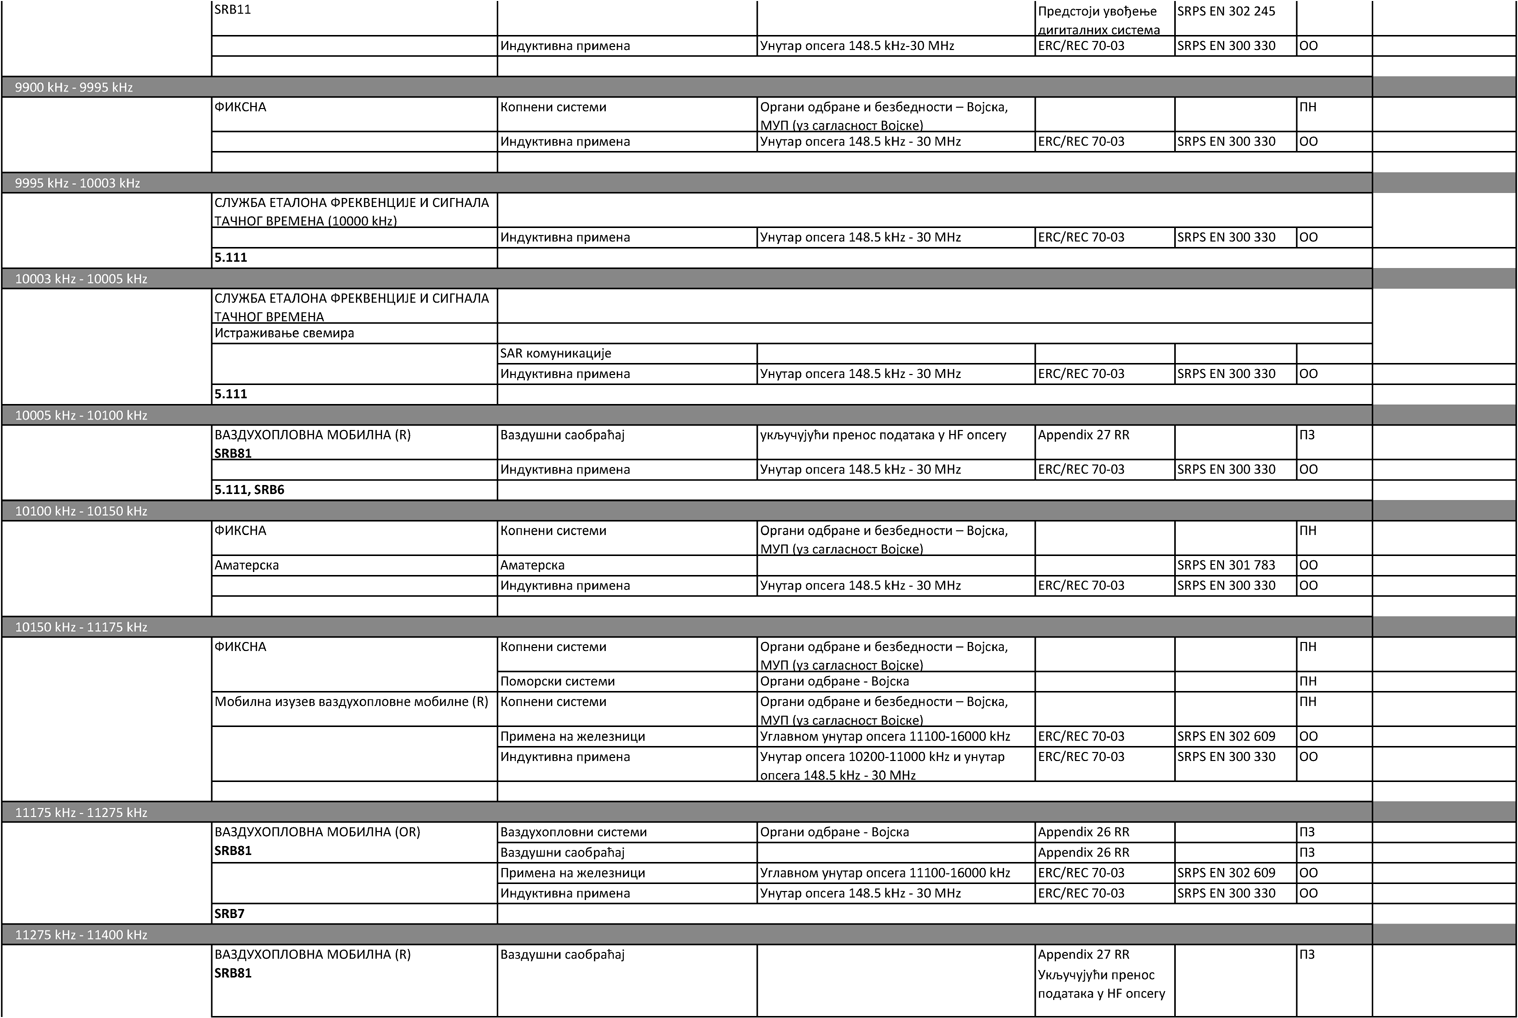 SRB11
Предстоји увођење
дигиталних система
SRPS EN 302 245
Индуктивна примена Унутар опсега 148.5 kHz-30 MHz ERC/REC 70-03 SRPS EN 300 330 ОО
9900 kHz - 9995 kHz
ФИКСНА Копнени системи Органи одбране и безбедности – Војска, ПН
МУП (уз сагласност Војске)
Индуктивна примена Унутар опсега 148.5 kHz - 30 MHz ERC/REC 70-03 SRPS EN 300 330 ОО
9995 kHz - 10003 kHz
СЛУЖБА ЕТАЛОНА ФРЕКВЕНЦИЈЕ И СИГНАЛА
ТАЧНОГ ВРЕМЕНА (10000 kHz)
Индуктивна примена Унутар опсега 148.5 kHz - 30 MHz ERC/REC 70-03 SRPS EN 300 330 ОО
5.111
10003 kHz - 10005 kHz
СЛУЖБА ЕТАЛОНА ФРЕКВЕНЦИЈЕ И СИГНАЛА
ТАЧНОГ ВРЕМЕНА
Истраживање свемира
SAR комуникације
Индуктивна примена Унутар опсега 148.5 kHz - 30 MHz ERC/REC 70-03 SRPS EN 300 330 ОО
5.111
10005 kHz - 10100 kHz
ВАЗДУХОПЛОВНА МОБИЛНА (R) Ваздушни саобраћај укључујући пренос података у HF опсегу Appendix 27 RR ПЗ
SRB81
Индуктивна примена Унутар опсега 148.5 kHz - 30 MHz ERC/REC 70-03 SRPS EN 300 330 ОО
5.111, SRB6
10100 kHz - 10150 kHz
ФИКСНА Копнени системи Органи одбране и безбедности – Војска, ПН
МУП (уз сагласност Војске)
Аматерска Аматерска SRPS EN 301 783 ОО
Индуктивна примена Унутар опсега 148.5 kHz - 30 MHz ERC/REC 70-03 SRPS EN 300 330 ОО
10150 kHz - 11175 kHz
ФИКСНА Копнени системи Органи одбране и безбедности – Војска, ПН
МУП (уз сагласност Војске)
Поморски системи Органи одбране - Војска ПН
Мобилна изузев ваздухопловне мобилне (R) Копнени системи Органи одбране и безбедности – Војска, ПН
МУП (уз сагласност Војске)
Примена на железници Углавном унутар опсега 11100-16000 kHz ERC/REC 70-03 SRPS EN 302 609 ОО
Индуктивна примена Унутар опсега 10200-11000 kHz и унутар ERC/REC 70-03 SRPS EN 300 330 ОО
опсега 148.5 kHz - 30 MHz
11175 kHz - 11275 kHz
ВАЗДУХОПЛОВНА МОБИЛНА (OR) Ваздухопловни системи Органи одбране - Војска Appendix 26 RR ПЗ
SRB81 Ваздушни саобраћај Appendix 26 RR ПЗ
Примена на железници Углавном унутар опсега 11100-16000 kHz ERC/REC 70-03 SRPS EN 302 609 ОО
Индуктивна примена Унутар опсега 148.5 kHz - 30 MHz ERC/REC 70-03 SRPS EN 300 330 ОО
SRB7
11275 kHz - 11400 kHz
ВАЗДУХОПЛОВНА МОБИЛНА (R) Ваздушни саобраћај Appendix 27 RR ПЗ
SRB81 Укључујући пренос
података у HF опсегу